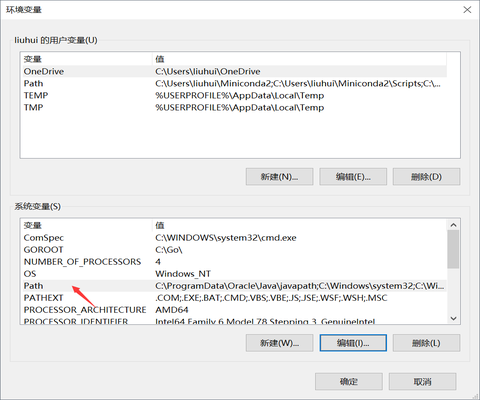 环境变量
liuhui 的用户变量(U)
变量 值
OneDrive C:\Users\liuhui\OneDrive
Path C:\Users\liuhui\Miniconda2;C:\Users\liuhui\Miniconda2\Scripts;C:\...
TEMP %USERPROFILE%\AppData\Local\Temp
TMP %USERPROFILE%\AppData\Local\Temp
新建(N)... 编辑(E)... 删除(D)
系统变量(S)
变量 值
ComSpec C:\WINDOWS\system32\cmd.exe
GOROOT C:\Go\
NUMBER_OF_PROCESSORS 4
OS Windows_NT
Path C:\ProgramData\Oracle\Java\javapath;C:\Windows\system32;C:\Wi...
PATHEXT .COM;.EXE;.BAT;.CMD;.VBS;.VBE;.JS;.JSE;.WSF;.WSH;.MSC
PROCESSOR_ARCHITECTURE AMD64
PROCESSOR_IDENTIFIER Intel64 Family 6 Model 78 Stepping 3, GenuineIntel
新建(W)... 编辑(I)... 删除(L)
确定 取消